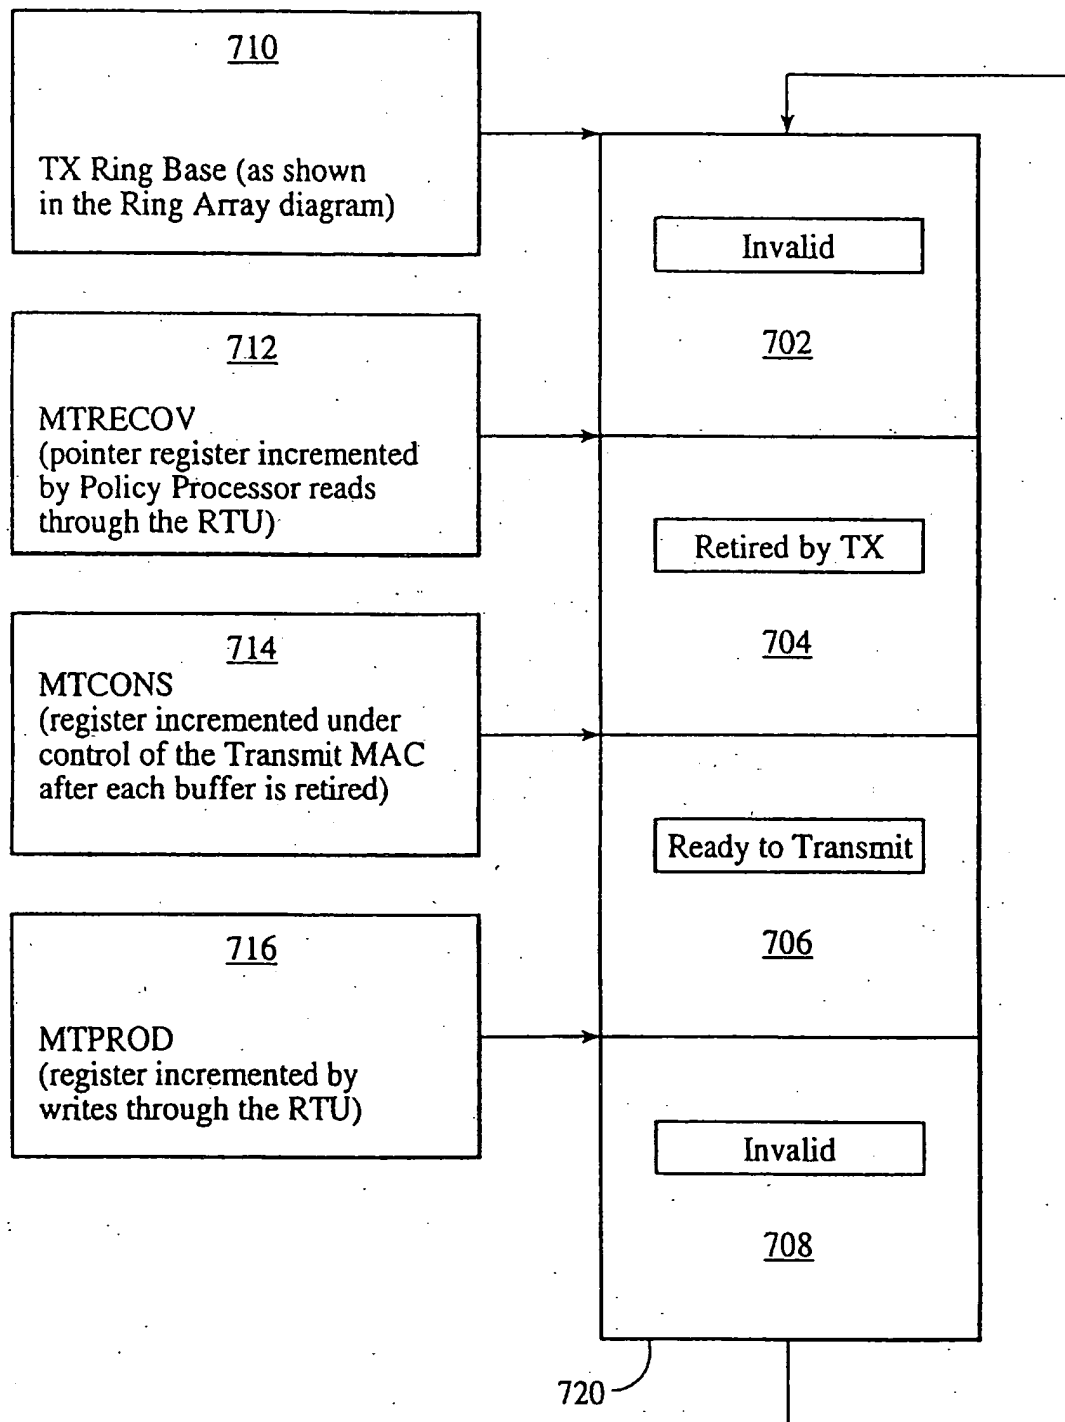 710
TX Ring Base (as shown
in the Ring Array diagram)
Invalid
702
712
MTRECOV
(pointer register incremented
by Policy Processor reads
through the RTU)
Retired by TX
704
714
MTCONS
(register incremented under
control of the Transmit MAC
after each buffer is retired)
Ready to Transmit
706
716
MTPROD
(register incremented by
writes through the RTU)
Invalid
708
720